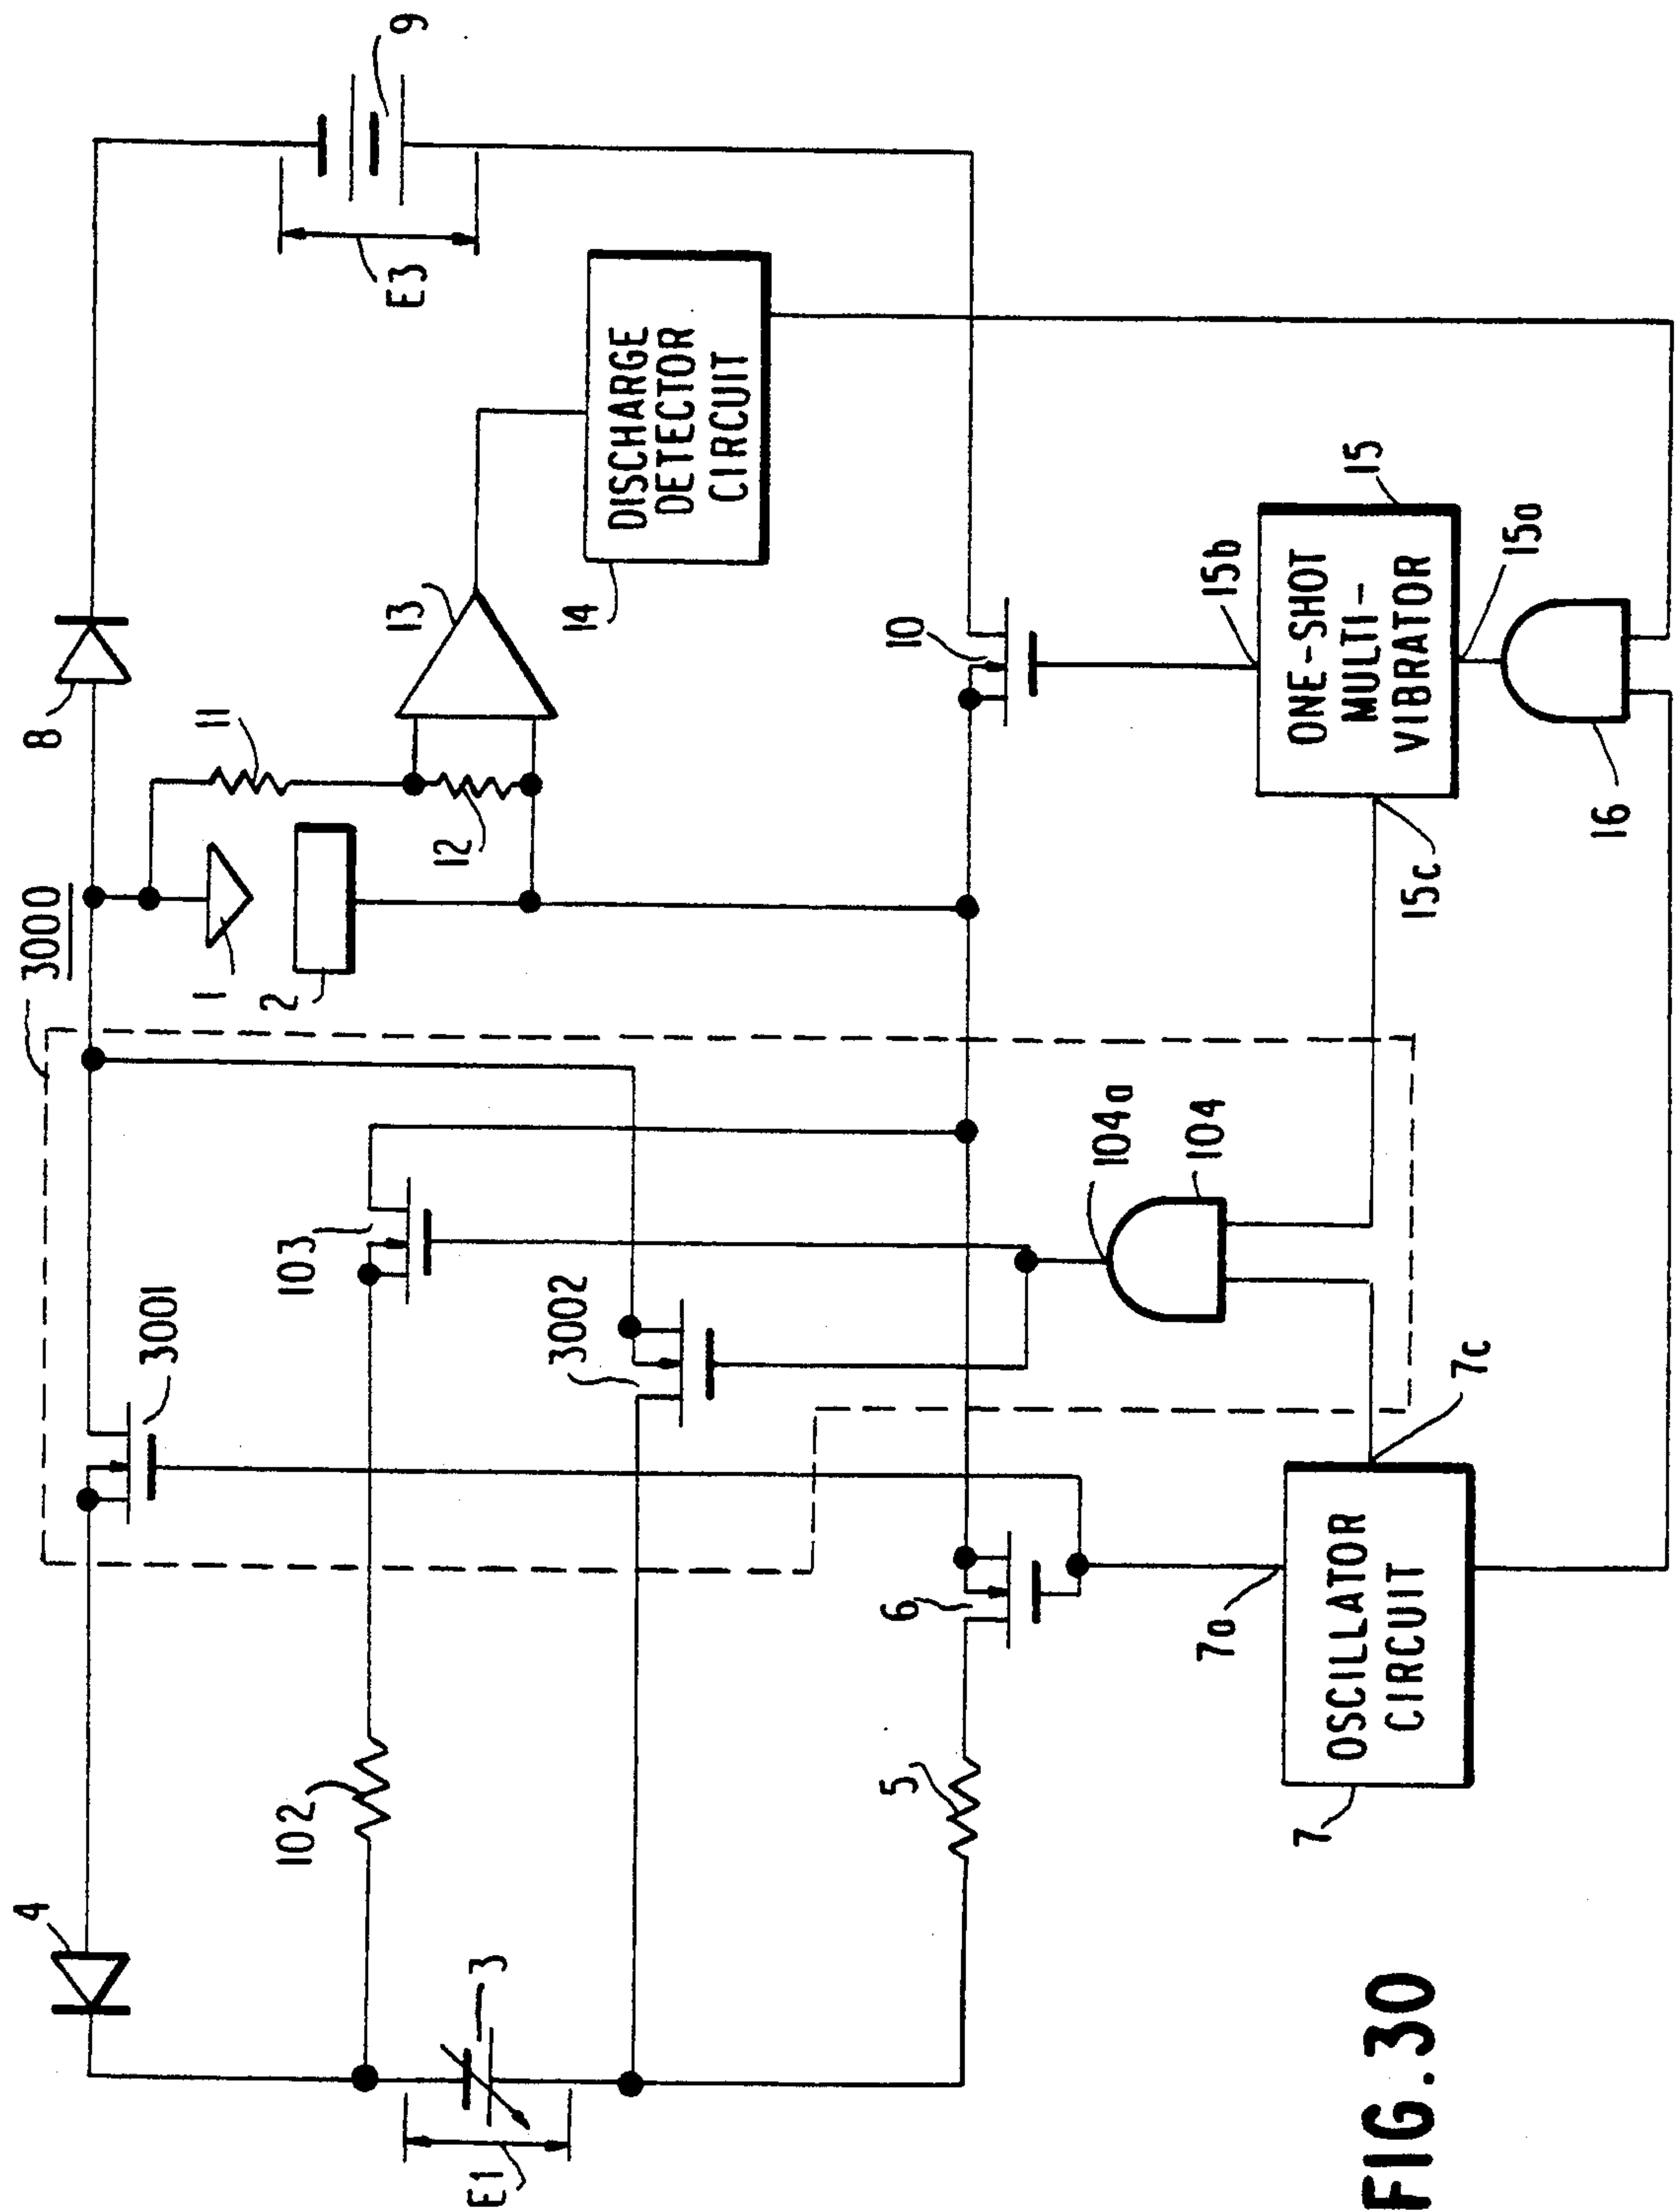 3000
4
3001
8
9
102
103
1
11
13
E3
E1
3
3002
2
12
14
DISCHARGE
DETECTOR
CIRCUIT
5
6
10
7a
104a
104
15b
15
ONE-SHOT
MULTI-
VIBRATOR
15c
15a
7
OSCILLATOR
CIRCUIT
7c
16
FIG.30